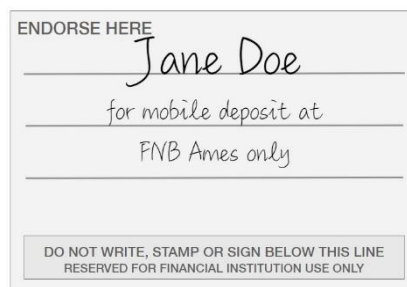 ENDORSE HERE
Jane Doe
for mobile deposit at
FNB Ames only
DO NOT WRITE, STAMP OR SIGN BELOW THIS LINE
RESERVED FOR FINANCIAL INSTITUTION USE ONLY